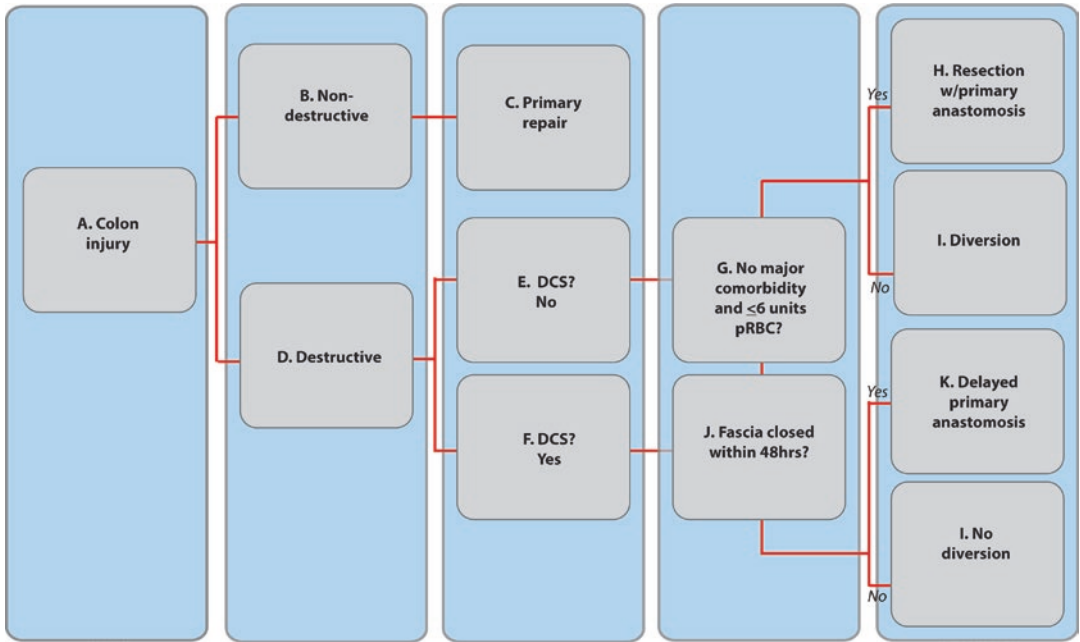 A. Colon
injury
B. Non-
destructive
D. Destructive
C. Primary
repair
E. DCS?
No
F. DCS?
Yes
G. No major
comorbidity
and ≤6 units
pRBC?
J. Fascia closed
within 48hrs?
Yes
H. Resection
w/primary
anastomosis
I. Diversion
No
Yes
K. Delayed
primary
anastomosis
I. No
diversion
No